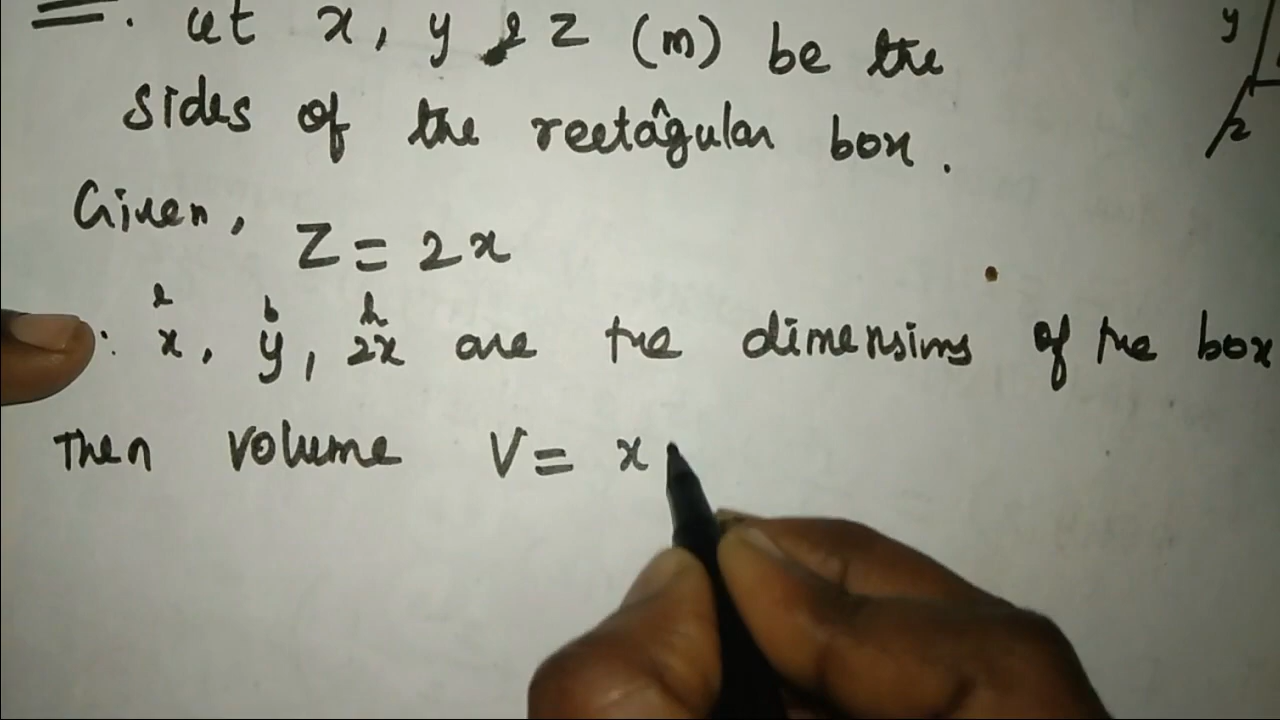 let x, y & z (m) be the
sides of the rectangular box.
Given, z = 2x
l b h
∴ x, y, 2x are the dimensions of the box
Then volume V = x
y
z